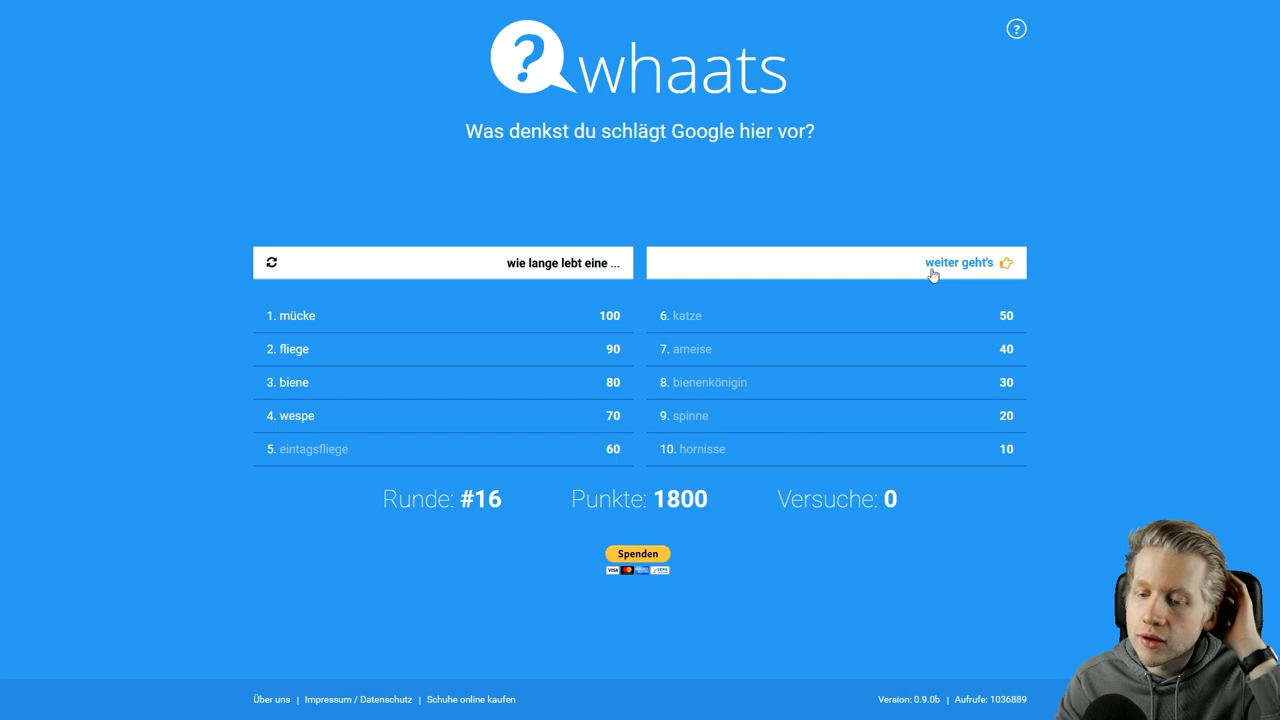 ?
whaats
?
Was denkst du schlägt Google hier vor?
wie lange lebt eine ...
weiter geht's
1. mücke 100
2. fliege 90
3. biene 80
4. wespe 70
5. eintagsfliege 60
6. katze 50
7. ameise 40
8. bienenkönigin 30
9. spinne 20
10. hornisse 10
Runde: #16 Punkte: 1800 Versuche: 0
Spenden
VISA
Über uns | Impressum / Datenschutz | Schuhe online kaufen
Version: 0.9.0b | Aufrufe: 1036889